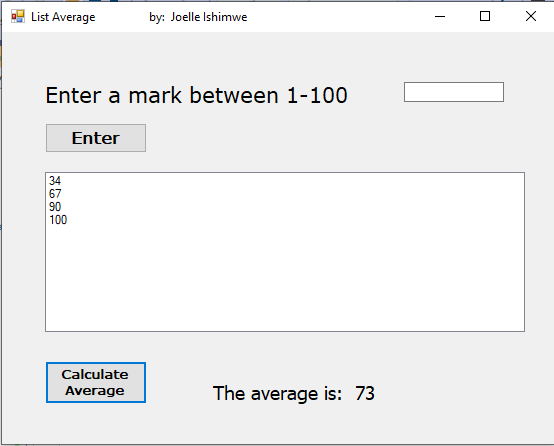 List Average by: Joelle Ishimwe
Enter a mark between 1-100
Enter
34
67
90
100
Calculate
Average
The average is: 73